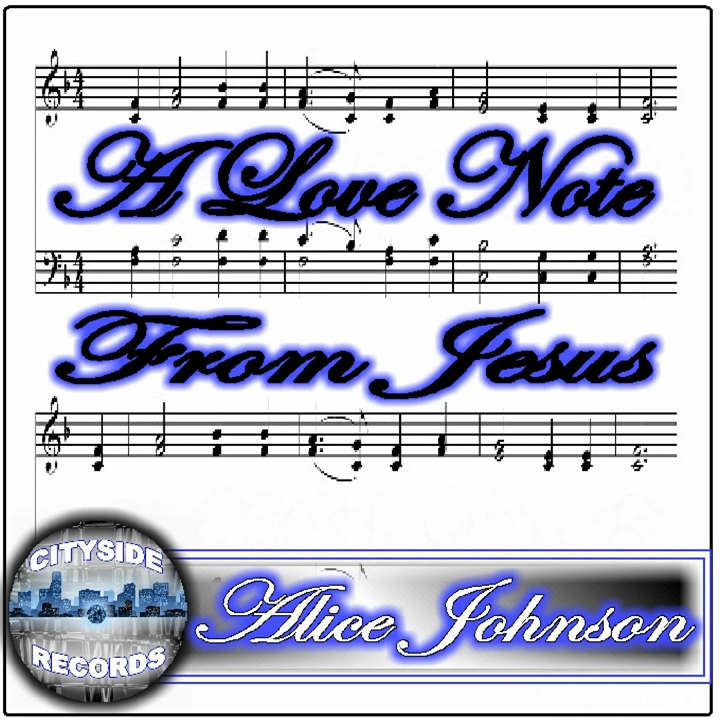 A Love Note
From Jesus
CITYSIDE
RECORDS
Alice Johnson